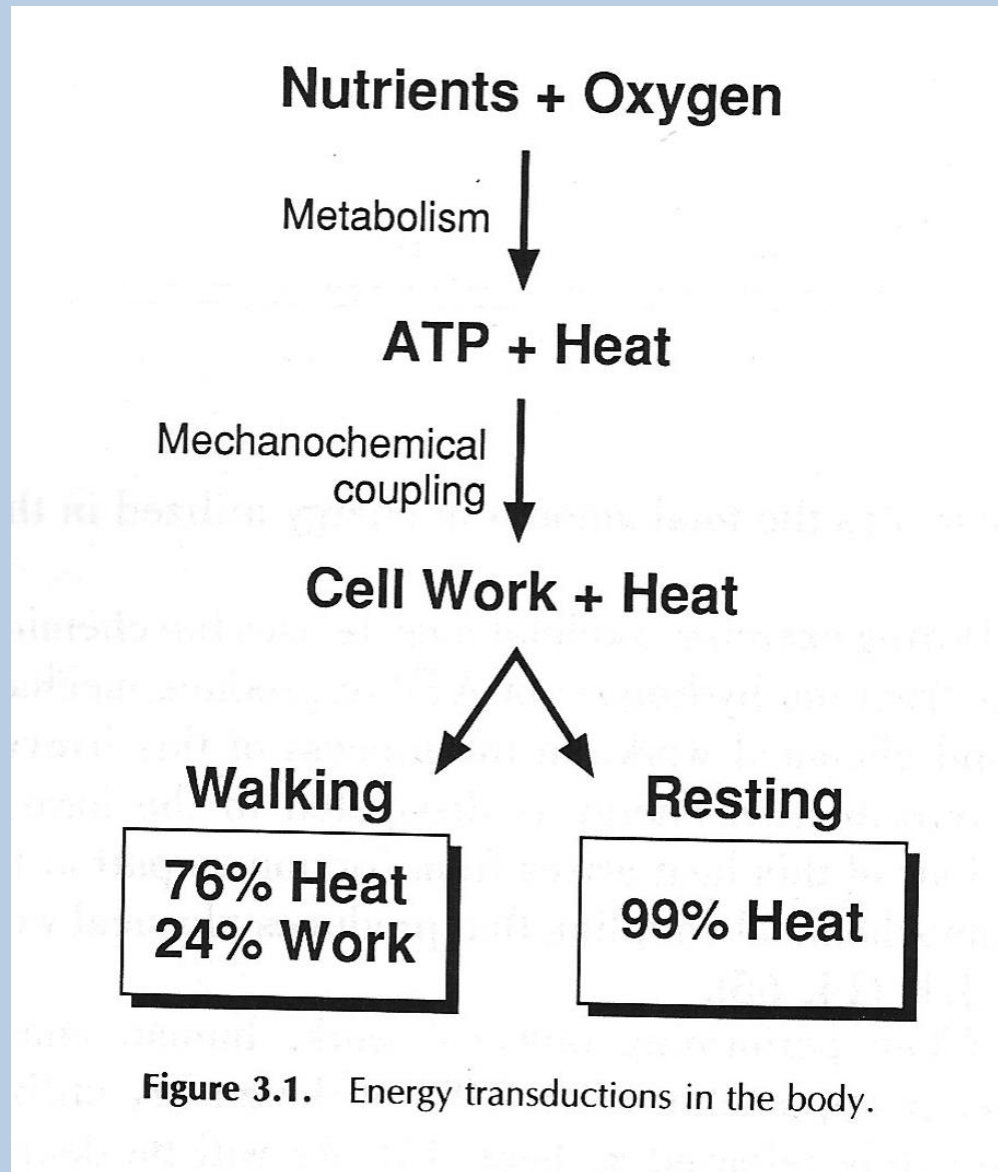 Nutrients + Oxygen
Metabolism
ATP + Heat
Mechanochemical
coupling
Cell Work + Heat
Walking
76% Heat
24% Work
Resting
99% Heat
Figure 3.1. Energy transductions in the body.